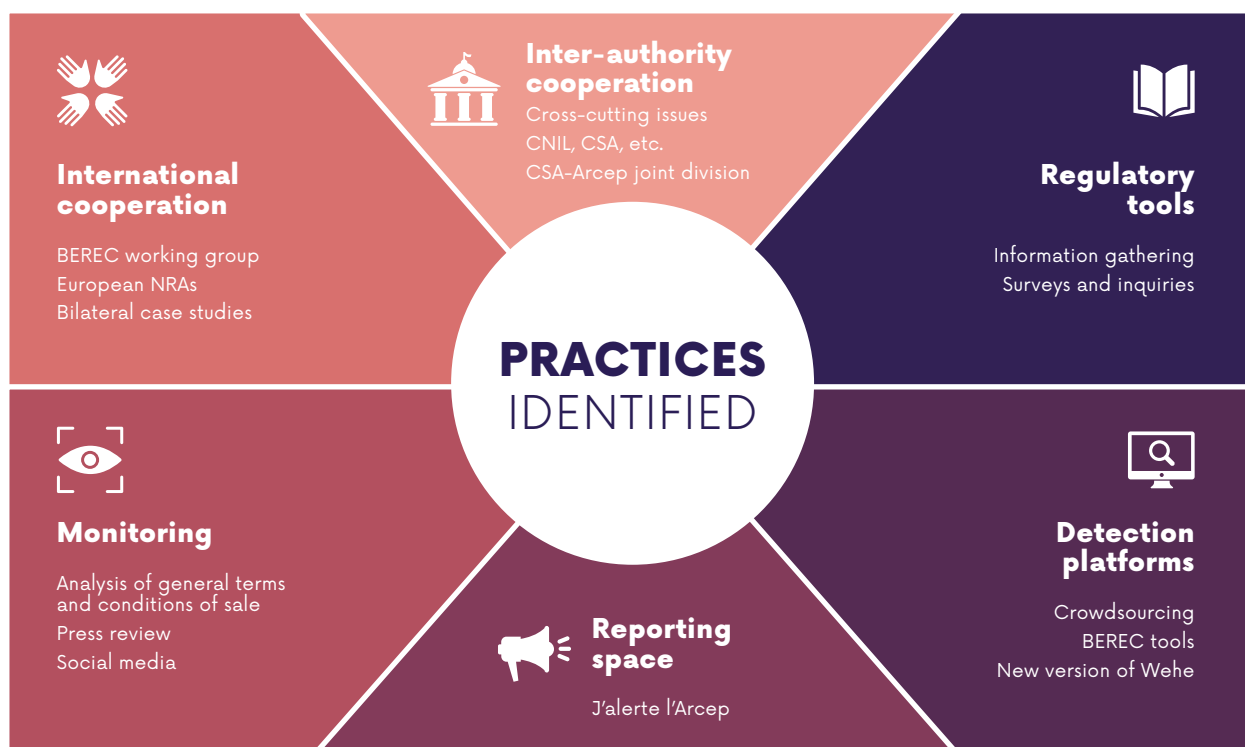 International
cooperation
BEREC working group
European NRAs
Bilateral case studies
Inter-authority
cooperation
Cross-cutting issues
CNIL, CSA, etc.
CSA-Arcep joint division
Regulatory
tools
Information gathering
Surveys and inquiries
PRACTICES
IDENTIFIED
Monitoring
Analysis of general terms
and conditions of sale
Press review
Social media
Reporting
space
J’alerte l’Arcep
Detection
platforms
Crowdsourcing
BEREC tools
New version of Wehe